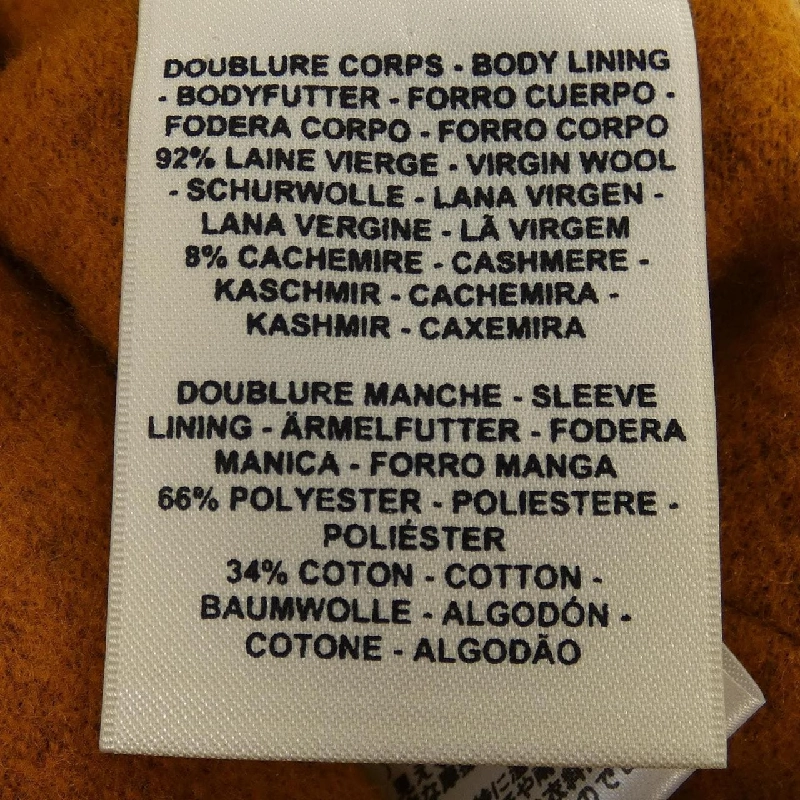 DOUBLURE CORPS - BODY LINING
- BODYFUTTER - FORRO CUERPO -
FODERA CORPO - FORRO CORPO
92% LAINE VIERGE - VIRGIN WOOL
- SCHURWOLLE - LANA VIRGEN -
LANA VERGINE - LÃ VIRGEM
8% CACHEMIRE - CASHMERE -
KASCHMIR - CACHEMIRA -
KASHMIR - CAXEMIRA
DOUBLURE MANCHE - SLEEVE
LINING - ÄRMELFUTTER - FODERA
MANICA - FORRO MANGA
66% POLYESTER - POLIESTERE -
POLIÉSTER
34% COTON - COTTON -
BAUMWOLLE - ALGODÓN -
COTONE - ALGODÃO